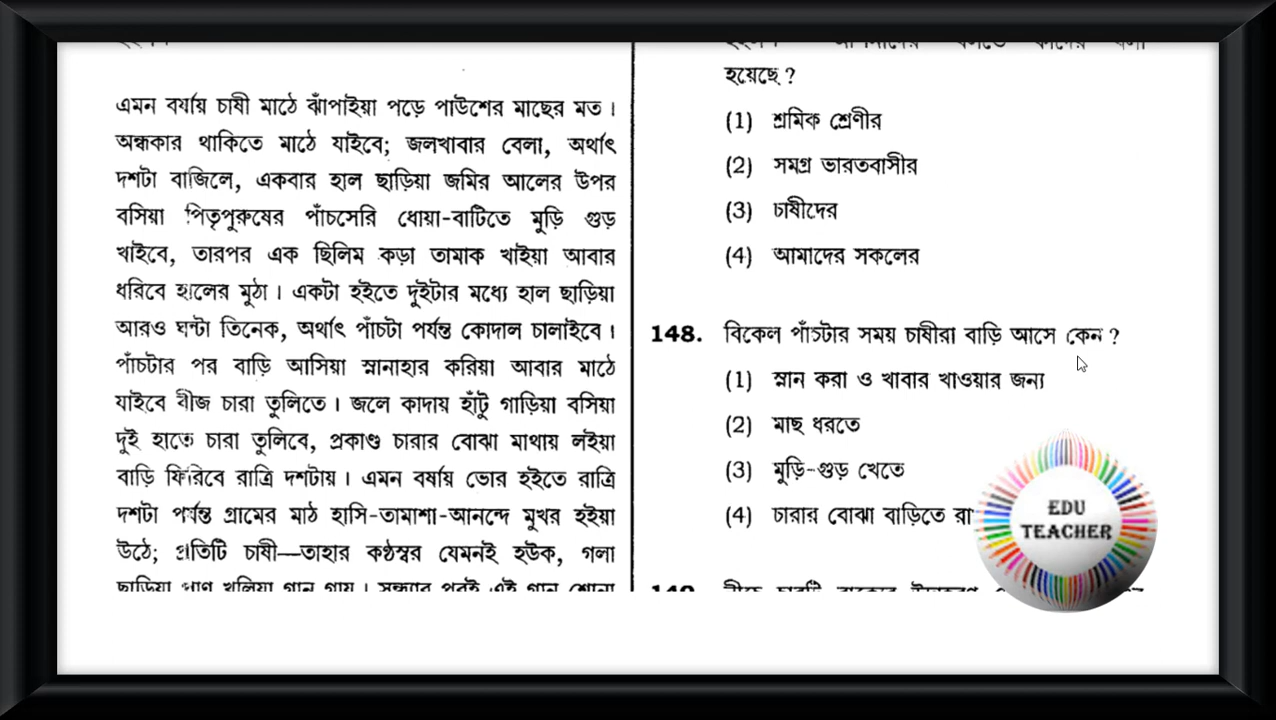 এমন বর্ষায় চাষী মাঠে ঝাঁপাইয়া পড়ে পাউশের মাছের মত।
অন্ধকার থাকিতে মাঠে যাইবে; জলখাবার বেলা, অর্থাৎ
দশটা বাজিলে, একবার হাল ছাড়িয়া জমির আলের উপর
বসিয়া পিতৃপুরুষের পাঁচসেরি ধোয়া-বাটিতে মুড়ি গুড়
খাইবে, তারপর এক ছিলিম কড়া তামাক খাইয়া আবার
ধরিবে হালের মুঠা। একটা হইতে দুইটার মধ্যে হাল ছাড়িয়া
আরও ঘন্টা তিনেক, অর্থাৎ পাঁচটা পর্যন্ত কোদাল চালাইবে।
পাঁচটার পর বাড়ি আসিয়া স্নানাহার করিয়া আবার মাঠে
যাইবে বীজ চারা তুলিতে। জলে কাদায় হাঁটু গাড়িয়া বসিয়া
দুই হাতে চারা তুলিবে, প্রকাণ্ড চারার বোঝা মাথায় লইয়া
বাড়ি ফিরিবে রাত্রি দশটায়। এমন বর্ষায় ভোর হইতে রাত্রি
দশটা পর্যন্ত গ্রামের মাঠ হাসি-তামাশা-আনন্দে মুখর হইয়া
উঠে; প্রতিটি চাষী—তাহার কণ্ঠস্বর যেমনই হউক, গলা
ছাড়িয়া প্রাণ খুলিয়া গান গায়। সন্ধ্যার পরই এই গান শোনা
হয়েছে?
(1) শ্রমিক শ্রেণীর
(2) সমগ্র ভারতবাসীর
(3) চাষীদের
(4) আমাদের সকলের
148. বিকেল পাঁচটার সময় চাষীরা বাড়ি আসে কেন?
(1) স্নান করা ও খাবার খাওয়ার জন্য
(2) মাছ ধরতে
(3) মুড়ি-গুড় খেতে
(4) চারার বোঝা বাড়িতে রা
EDU
TEACHER